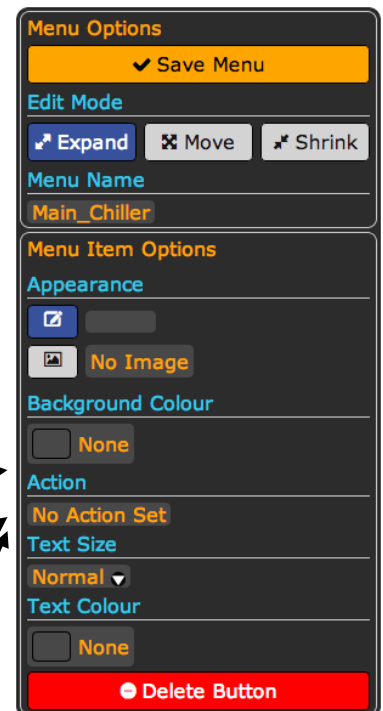 Menu Options
Save Menu
Edit Mode
Expand Move Shrink
Menu Name
Main_Chiller
Menu Item Options
Appearance
No Image
Background Colour
None
Action
No Action Set
Text Size
Normal
Text Colour
None
Delete Button